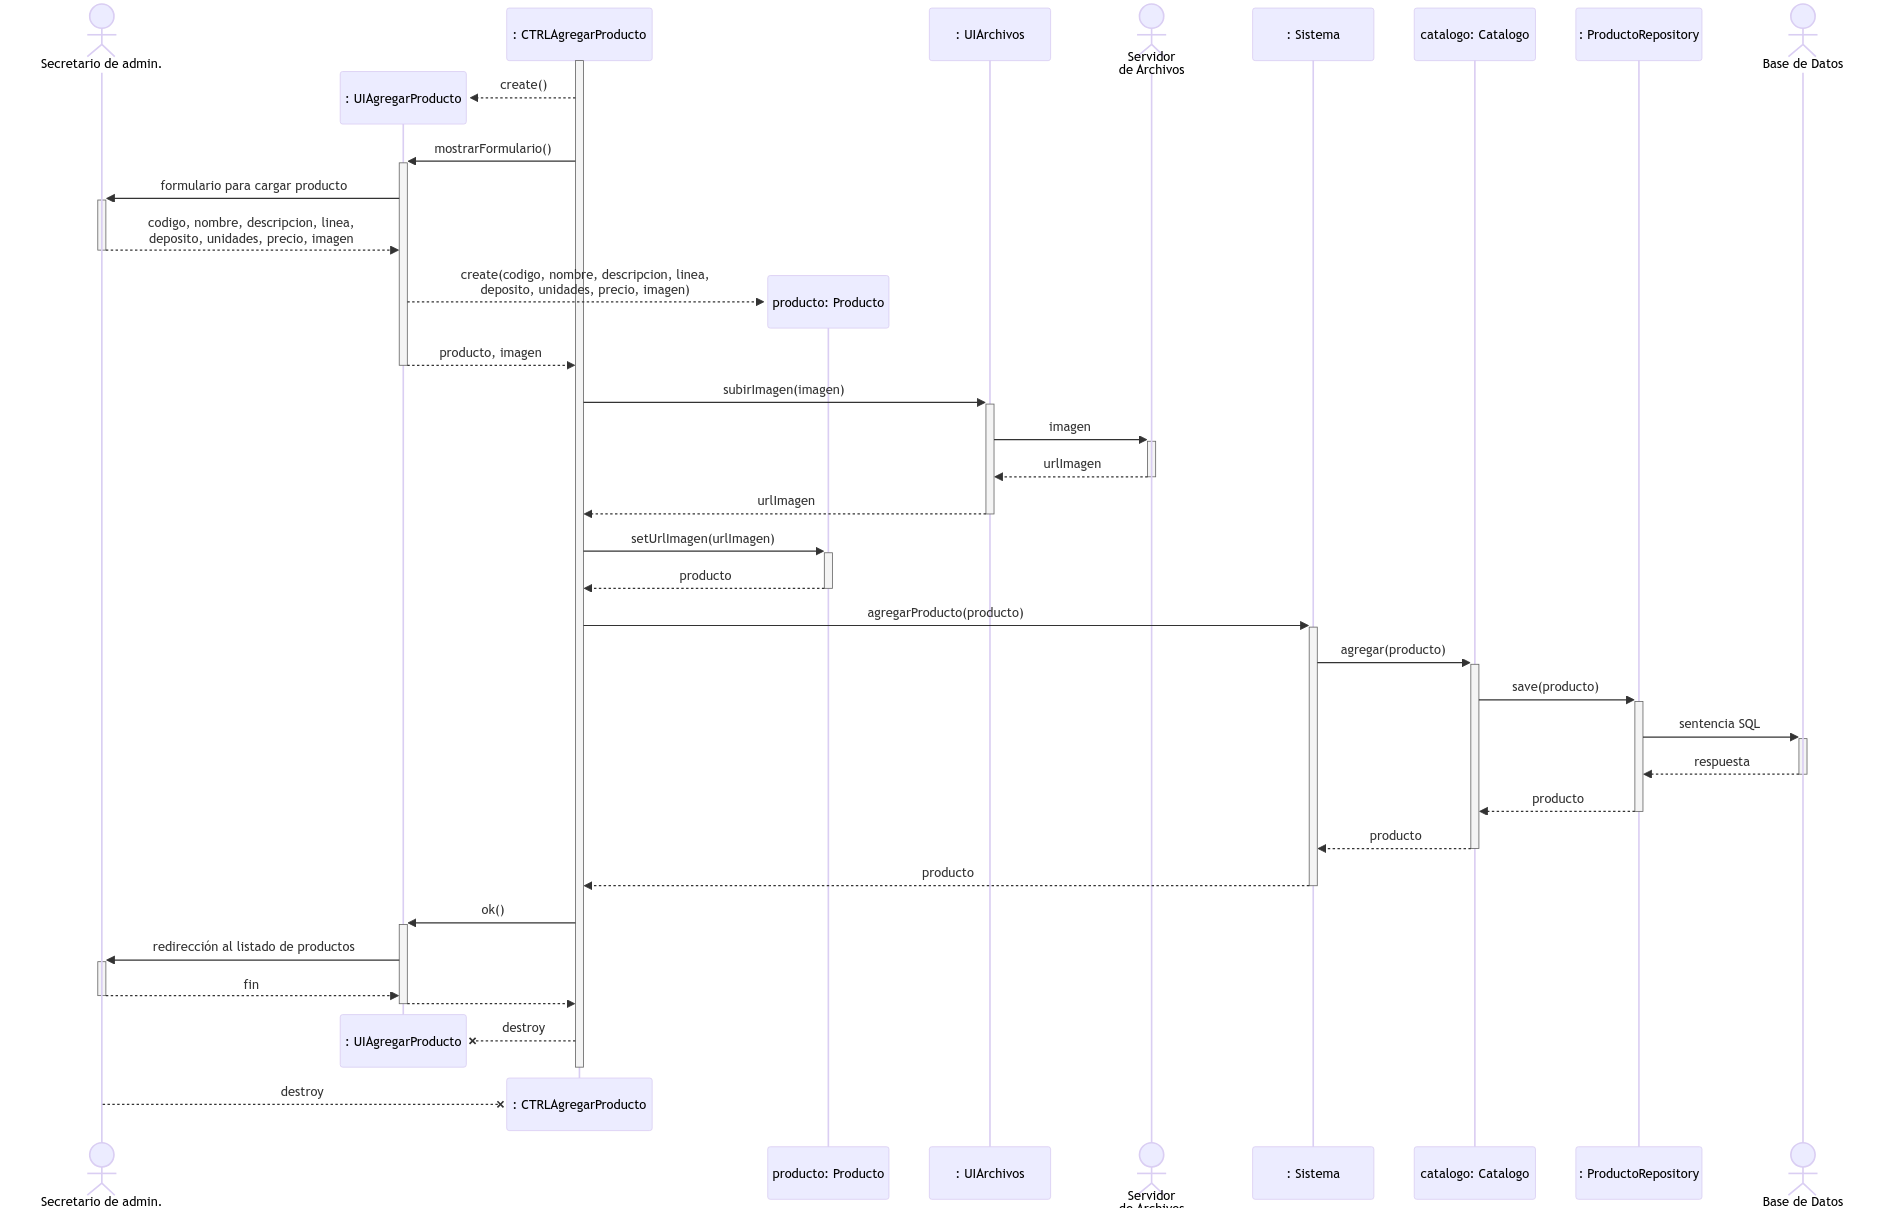 Secretario de admin.
: CTRLAgregarProducto
: UIArchivos
Servidor
de Archivos
: Sistema
catalogo: Catalogo
: ProductoRepository
Base de Datos
: UIAgregarProducto
create()
mostrarFormulario()
formulario para cargar producto
codigo, nombre, descripcion, linea,
deposito, unidades, precio, imagen
create(codigo, nombre, descripcion, linea,
deposito, unidades, precio, imagen)
producto: Producto
producto, imagen
subirImagen(imagen)
imagen
urlImagen
urlImagen
setUrlImagen(urlImagen)
producto
agregarProducto(producto)
agregar(producto)
save(producto)
sentencia SQL
respuesta
producto
producto
producto
ok()
redirección al listado de productos
fin
destroy
: UIAgregarProducto
destroy
: CTRLAgregarProducto
Secretario de admin.
producto: Producto
: UIArchivos
Servidor
de Archivos
: Sistema
catalogo: Catalogo
: ProductoRepository
Base de Datos